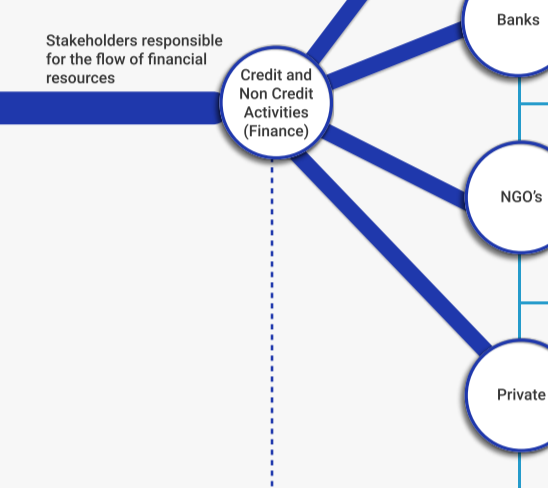 Stakeholders responsible
for the flow of financial
resources
Credit and
Non Credit
Activities
(Finance)
Banks
NGO's
Private